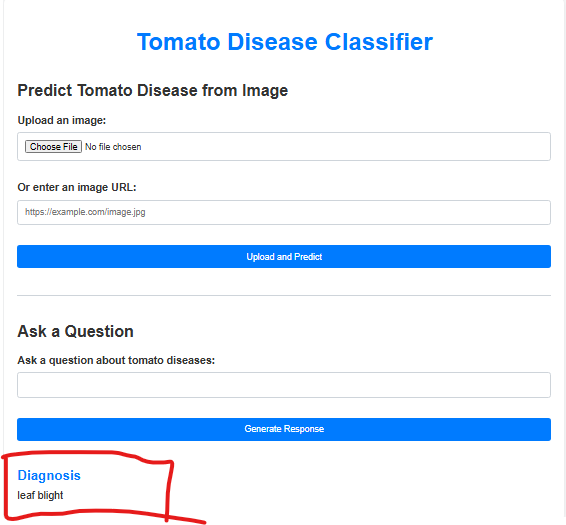 Tomato Disease Classifier
Predict Tomato Disease from Image
Upload an image:
Choose File No file chosen
Or enter an image URL:
https://example.com/image.jpg
Upload and Predict
Ask a Question
Ask a question about tomato diseases:
Generate Response
Diagnosis
leaf blight